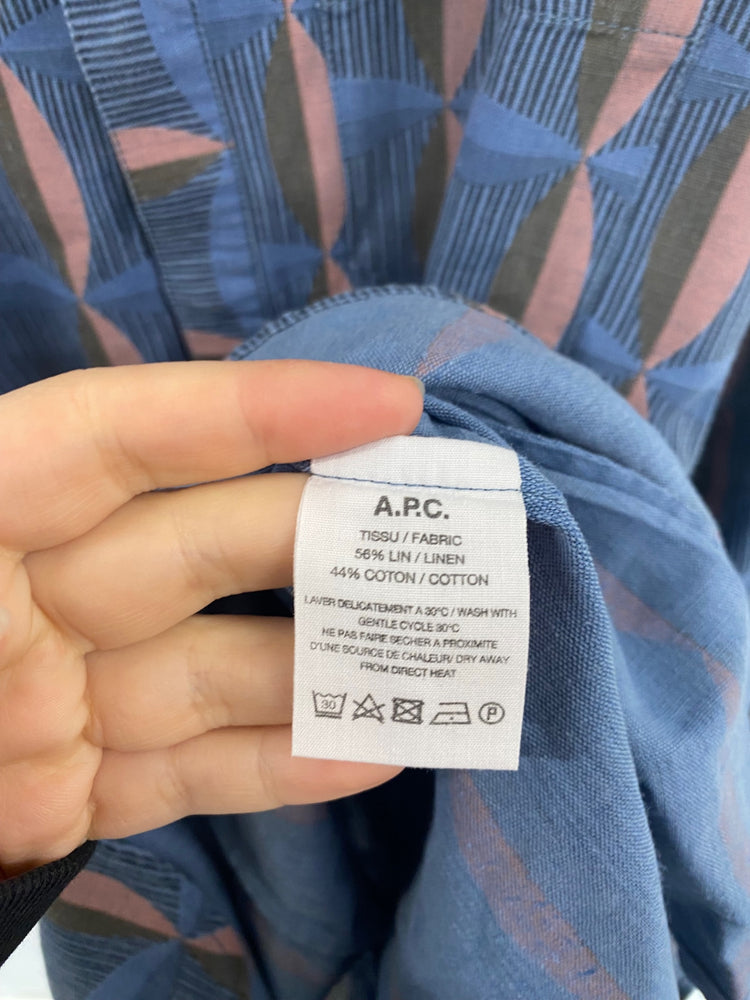 A.P.C.
TISSU / FABRIC
56% LIN / LINEN
44% COTON / COTTON
LAVER DELICATEMENT A 30°C / WASH WITH
GENTLE CYCLE 30°C
NE PAS FAIRE SECHER A PROXIMITE
D'UNE SOURCE DE CHALEUR/ DRY AWAY
FROM DIRECT HEAT
30 P